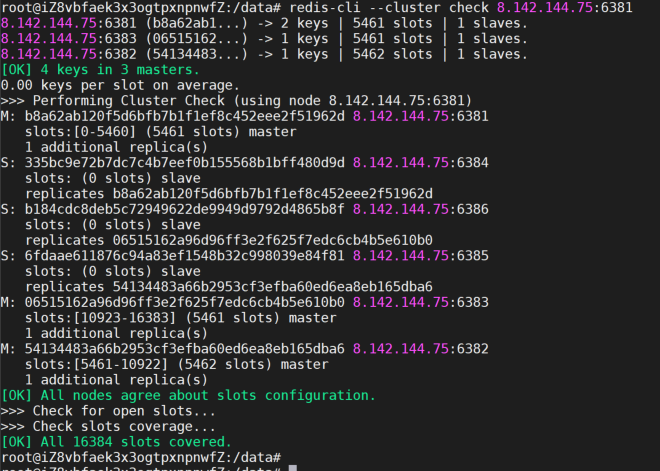 root@iZ8vbfaek3x3ogtpxnpnwfZ:/data# redis-cli --cluster check 8.142.144.75:6381
8.142.144.75:6381 (b8a62ab1...) -> 2 keys | 5461 slots | 1 slaves.
8.142.144.75:6383 (06515162...) -> 1 keys | 5461 slots | 1 slaves.
8.142.144.75:6382 (54134483...) -> 1 keys | 5462 slots | 1 slaves.
[OK] 4 keys in 3 masters.
0.00 keys per slot on average.
>>> Performing Cluster Check (using node 8.142.144.75:6381)
M: b8a62ab120f5d6bfb7b1f1ef8c452eee2f51962d 8.142.144.75:6381
   slots:[0-5460] (5461 slots) master
   1 additional replica(s)
S: 335bc9e72b7dc7c4b7eef0b155568b1bff480d9d 8.142.144.75:6384
   slots: (0 slots) slave
   replicates b8a62ab120f5d6bfb7b1f1ef8c452eee2f51962d
S: b184cdc8deb5c72949622de9949d9792d4865b8f 8.142.144.75:6386
   slots: (0 slots) slave
   replicates 06515162a96d96ff3e2f625f7edc6cb4b5e610b0
S: 6fdaae611876c94a83ef1548b32c998039e84f81 8.142.144.75:6385
   slots: (0 slots) slave
   replicates 54134483a66b2953cf3efba60ed6ea8eb165dba6
M: 06515162a96d96ff3e2f625f7edc6cb4b5e610b0 8.142.144.75:6383
   slots:[10923-16383] (5461 slots) master
   1 additional replica(s)
M: 54134483a66b2953cf3efba60ed6ea8eb165dba6 8.142.144.75:6382
   slots:[5461-10922] (5462 slots) master
   1 additional replica(s)
[OK] All nodes agree about slots configuration.
>>> Check for open slots...
>>> Check slots coverage...
[OK] All 16384 slots covered.
root@iZ8vbfaek3x3ogtpxnpnwfZ:/data#
root@iZ8vbfaek3x3ogtpxnpnwfZ:/data#